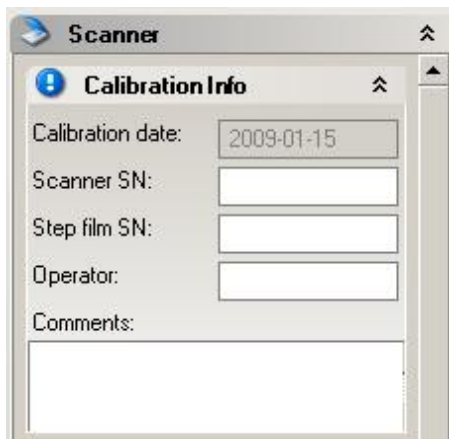 Scanner
Calibration Info
Calibration date: 2009-01-15
Scanner SN:
Step film SN:
Operator:
Comments: